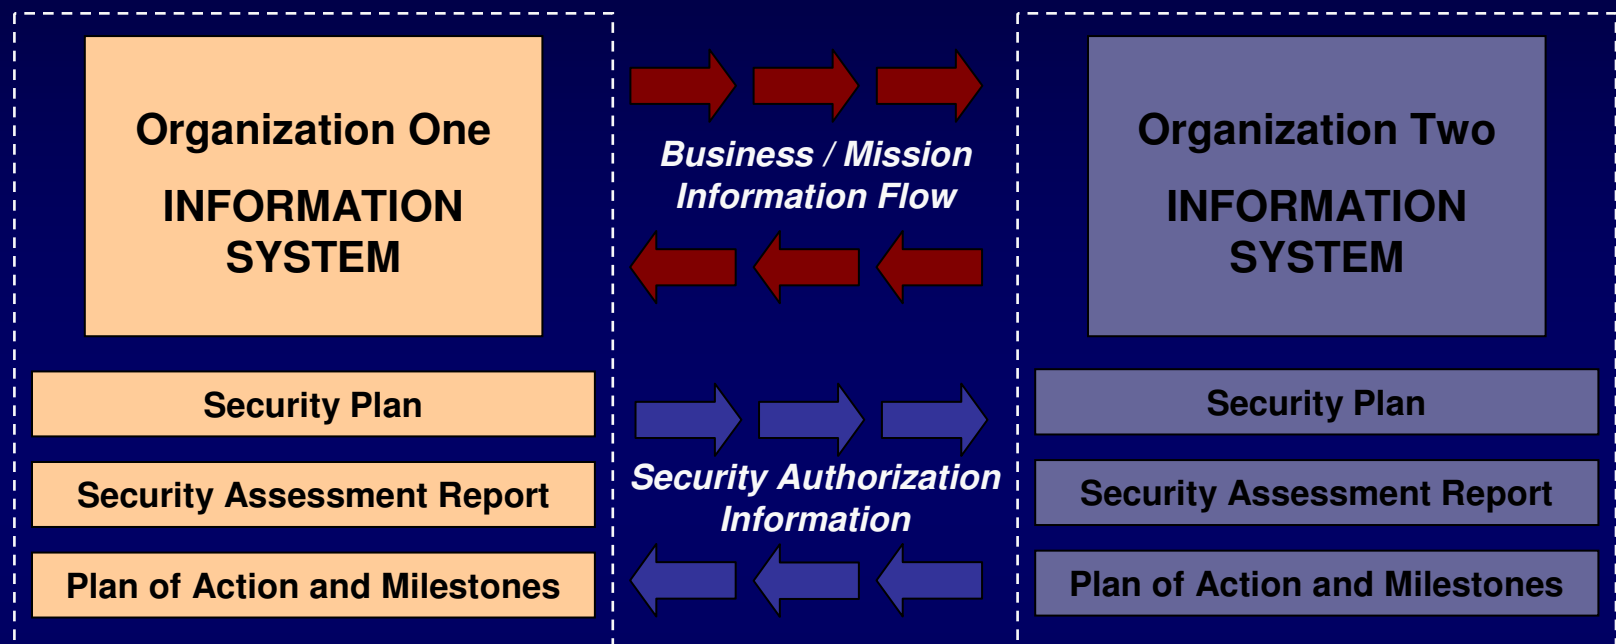 Organization One
INFORMATION
SYSTEM
Security Plan
Security Assessment Report
Plan of Action and Milestones
Business / Mission
Information Flow
Security Authorization
Information
Organization Two
INFORMATION
SYSTEM
Security Plan
Security Assessment Report
Plan of Action and Milestones